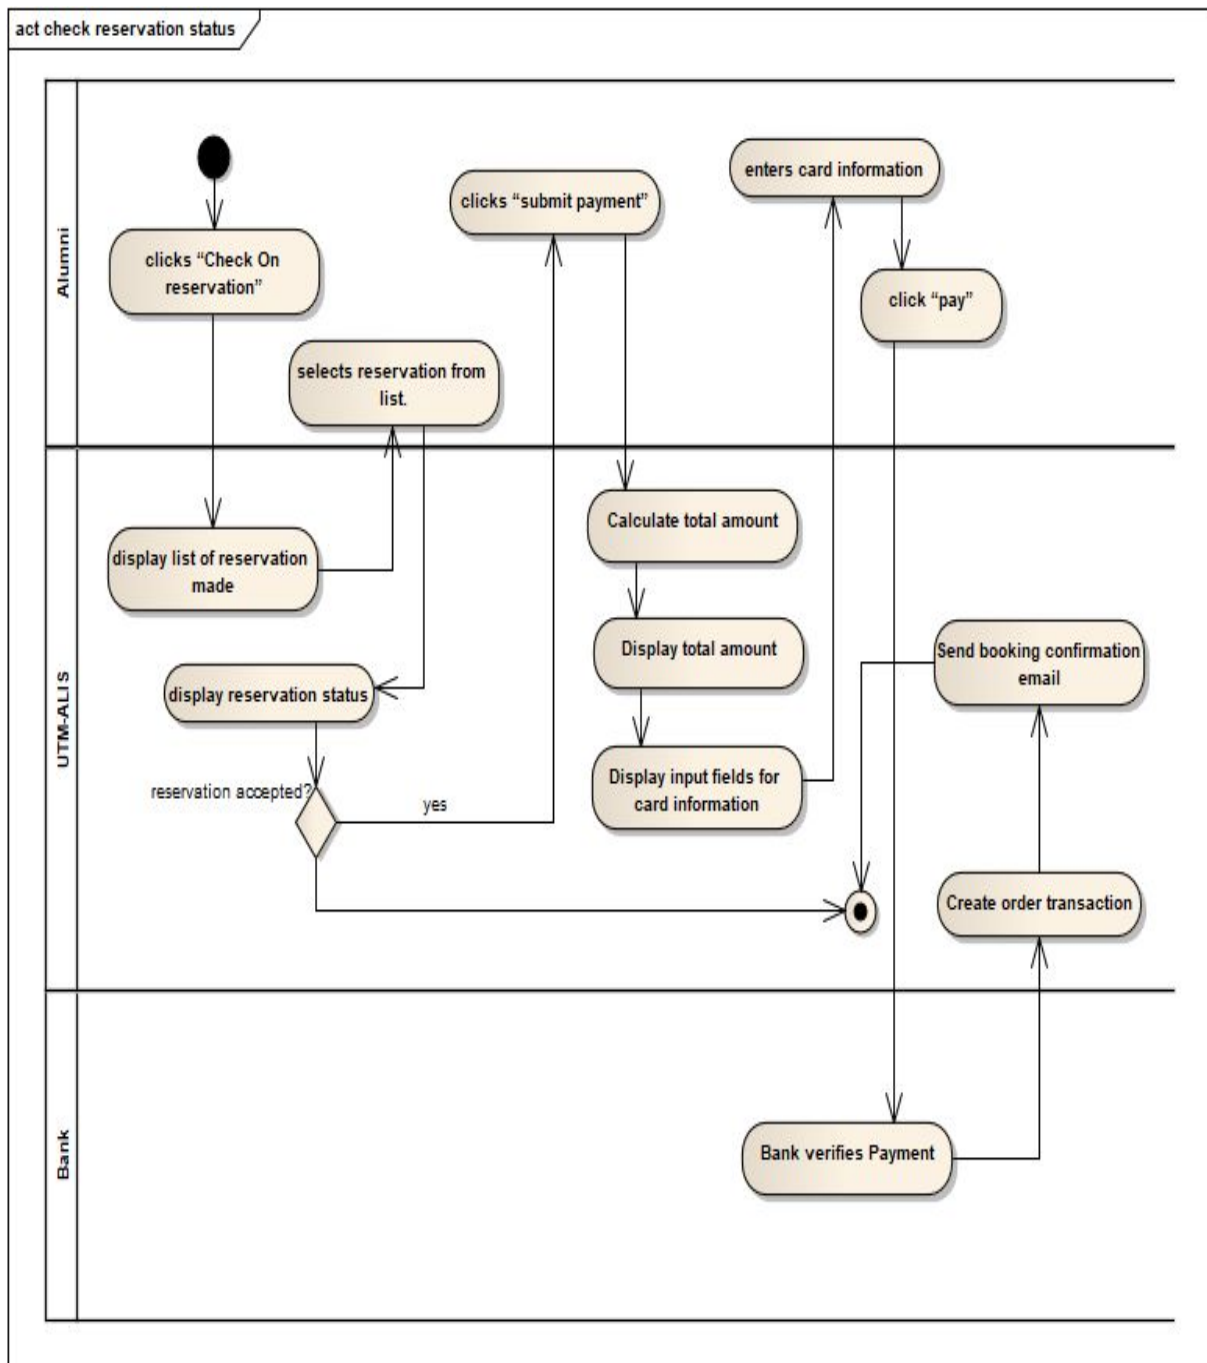 act check reservation status
Alumni
clicks “Check On
reservation”
selects reservation from
list.
clicks “submit payment”
enters card information
click “pay”
UTM-ALIS
display list of reservation
made
display reservation status
reservation accepted?
yes
Calculate total amount
Display total amount
Display input fields for
card information
Send booking confirmation
email
Create order transaction
Bank
Bank verifies Payment